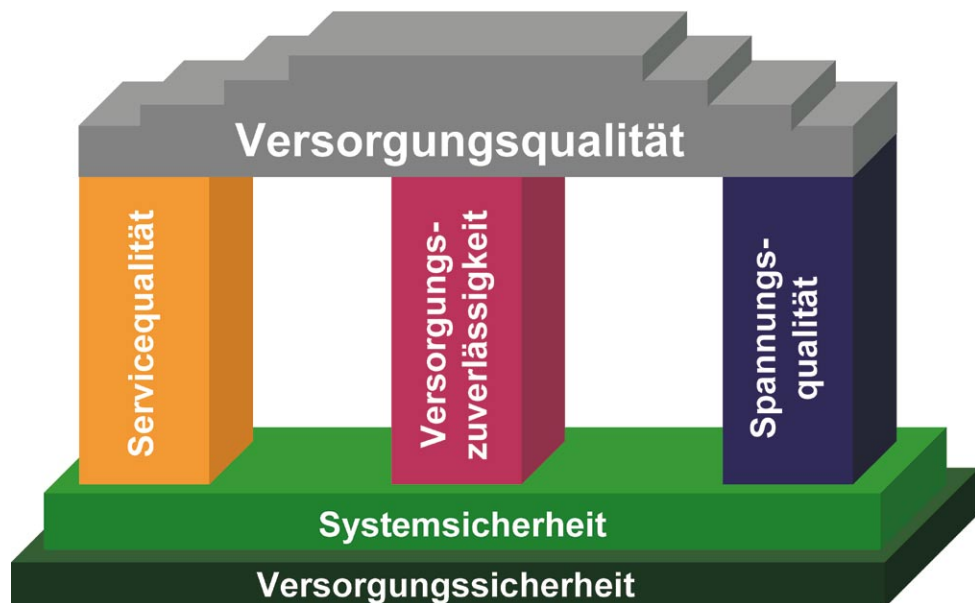 Versorgungsqualität
Servicequalität
Versorgungs-
zuverlässigkeit
Spannungs-
qualität
Systemsicherheit
Versorgungssicherheit